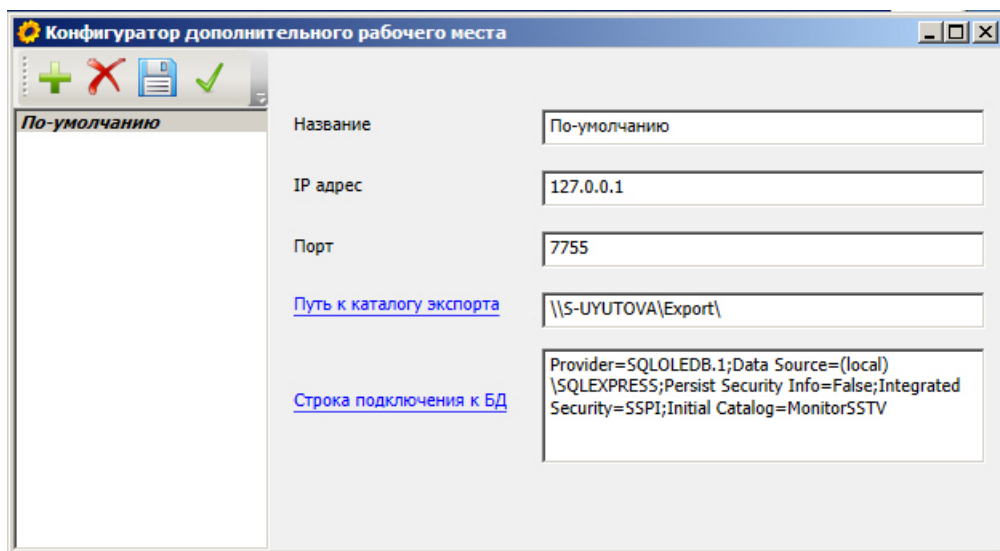 Конфигуратор дополнительного рабочего места
По-умолчанию
Название
По-умолчанию
IP адрес
127.0.0.1
Порт
7755
Путь к каталогу экспорта
\\S-UYUTOVA\Export\
Строка подключения к БД
Provider=SQLOLEDB.1;Data Source=(local)
\SQLEXPRESS;Persist Security Info=False;Integrated
Security=SSPI;Initial Catalog=MonitorSSTV